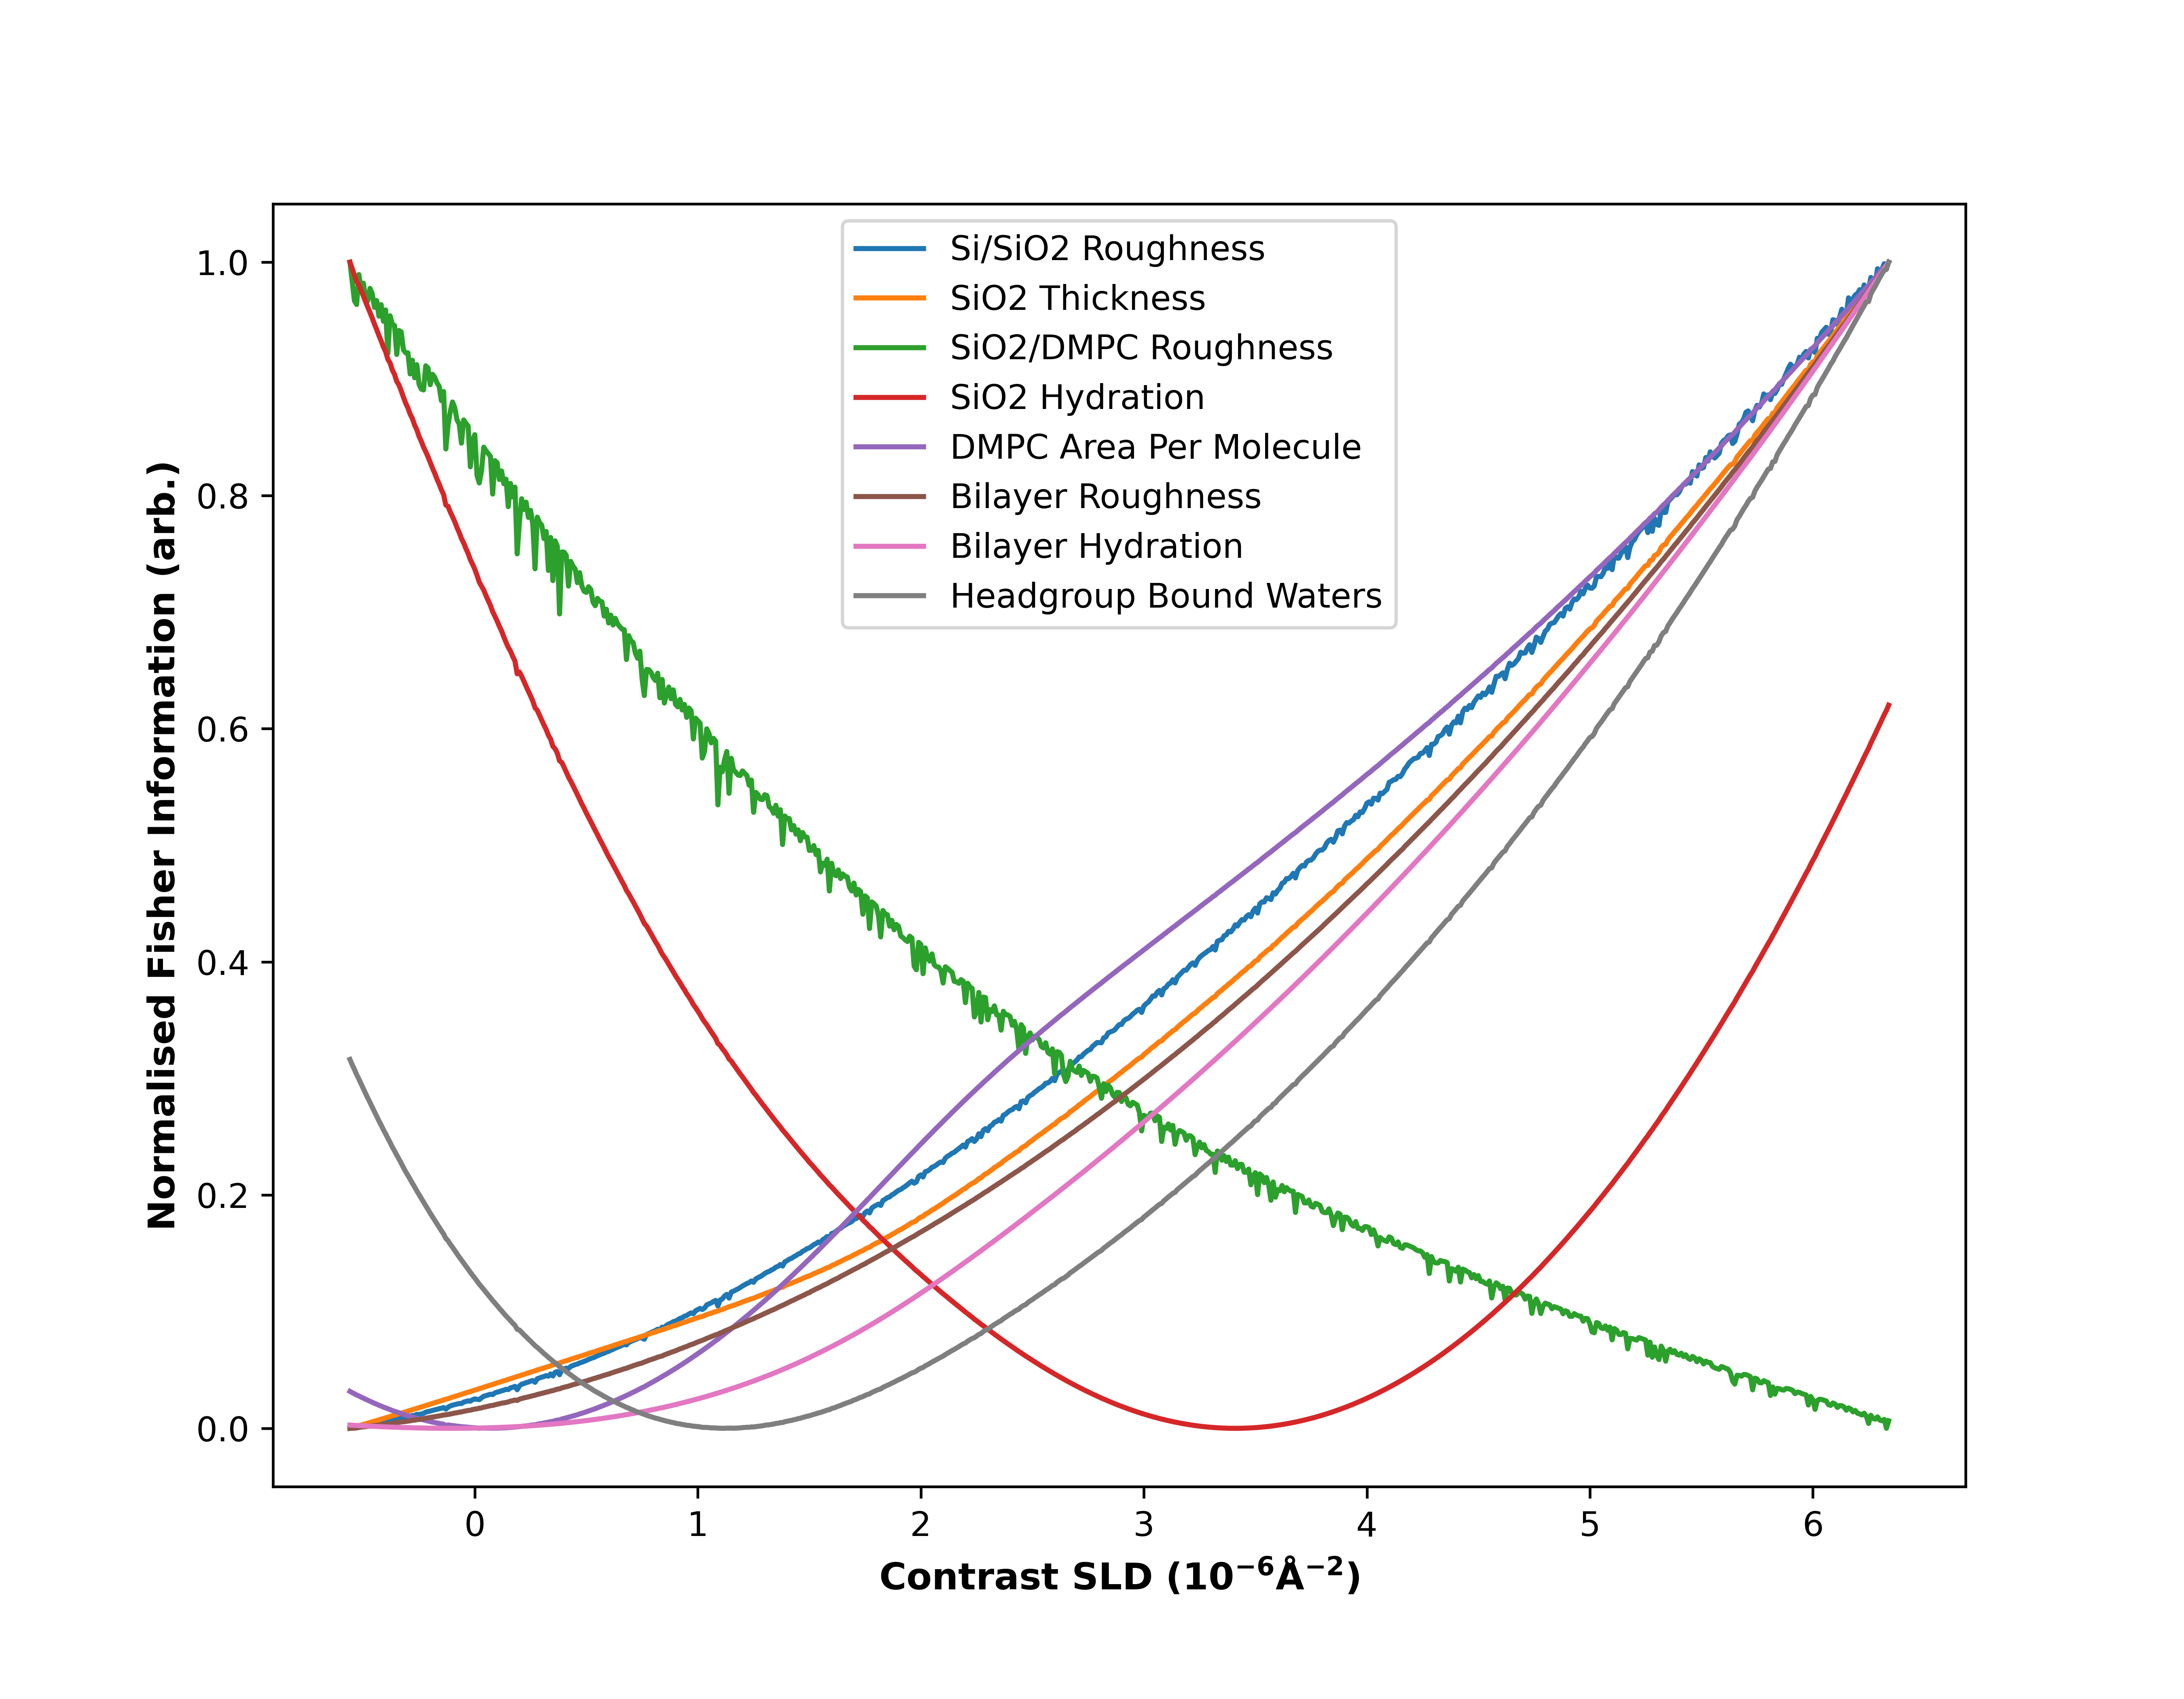 Si/SiO2 Roughness
SiO2 Thickness
SiO2/DMPC Roughness
SiO2 Hydration
DMPC Area Per Molecule
Bilayer Roughness
Bilayer Hydration
Headgroup Bound Waters
Normalised Fisher Information (arb.)
1.0
0.8
0.6
0.4
0.2
0.0
0 1 2 3 4 5 6
Contrast SLD (10⁻⁶Å⁻²)